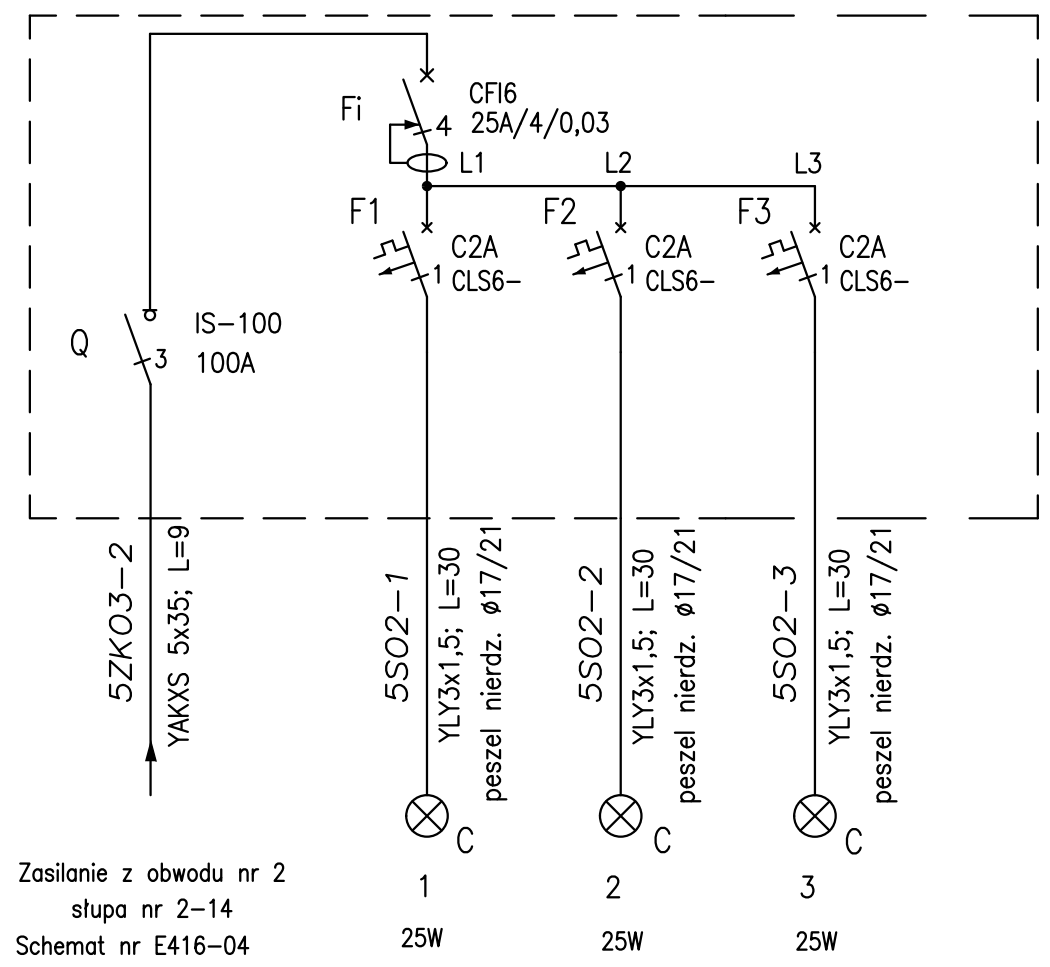 Fi
CFI6
4
25A/4/0,03
L1
L2
L3
F1
C2A
1
CLS6-
F2
C2A
1
CLS6-
F3
C2A
1
CLS6-
Q
IS-100
3
100A
5ZKO3-2
YAKXS 5x35; L=9
5SO2-1
YLY3x1,5; L=30
peszel nierdz. ø17/21
5SO2-2
YLY3x1,5; L=30
peszel nierdz. ø17/21
5SO2-3
YLY3x1,5; L=30
peszel nierdz. ø17/21
C
C
C
Zasilanie z obwodu nr 2
słupa nr 2-14
Schemat nr E416-04
1
2
3
25W
25W
25W